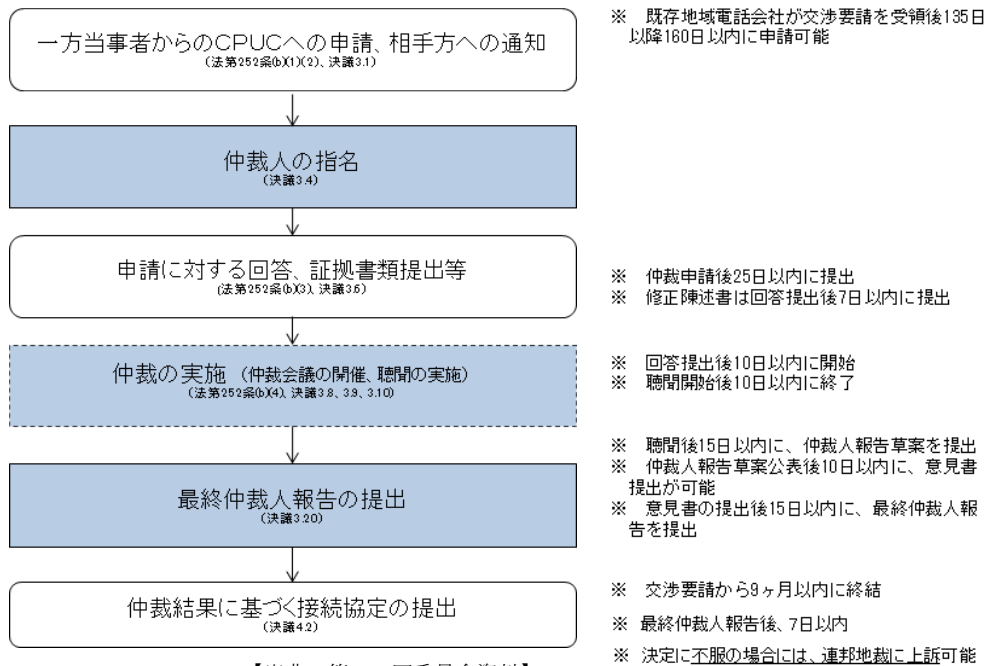 一方当事者からのCPUCへの申請、相手方への通知
(法第252条(b)(1)(2)、決議3.1)
※ 既存地域電話会社が交渉要請を受領後135日
以降160日以内に申請可能
仲裁人の指名
(決議3.4)
申請に対する回答、証拠書類提出等
(法第252条(b)(3)、決議3.6)
※ 仲裁申請後25日以内に提出
※ 修正陳述書は回答提出後7日以内に提出
仲裁の実施 (仲裁会議の開催、聴聞の実施)
(法第252条(b)(4)、決議3.8、3.9、3.10)
※ 回答提出後10日以内に開始
※ 聴聞開始後10日以内に終了
最終仲裁人報告の提出
(決議3.20)
※ 聴聞後15日以内に、仲裁人報告草案を提出
※ 仲裁人報告草案公表後10日以内に、意見書
提出が可能
※ 意見書の提出後15日以内に、最終仲裁人報
告を提出
仲裁結果に基づく接続協定の提出
(決議4.2)
※ 交渉要請から9ヶ月以内に終結
※ 最終仲裁人報告後、7日以内
※ 決定に不服の場合には、連邦地裁に上訴可能